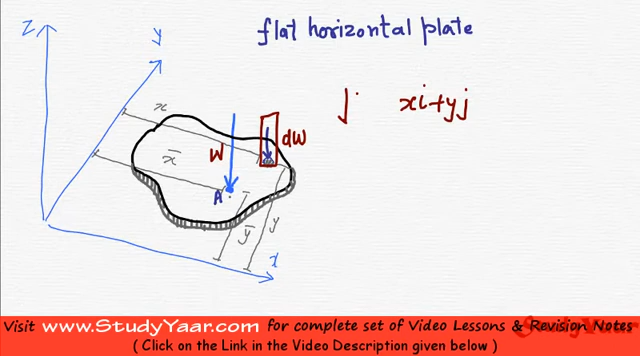 flat horizontal plate
Z
y
x
∫ xi+yj
dW
W
x̄
A
ȳ
y
x
Visit www.StudyYaar.com for complete set of Video Lessons & Revision Notes
( Click on the Link in the Video Description given below )
StudyYaar